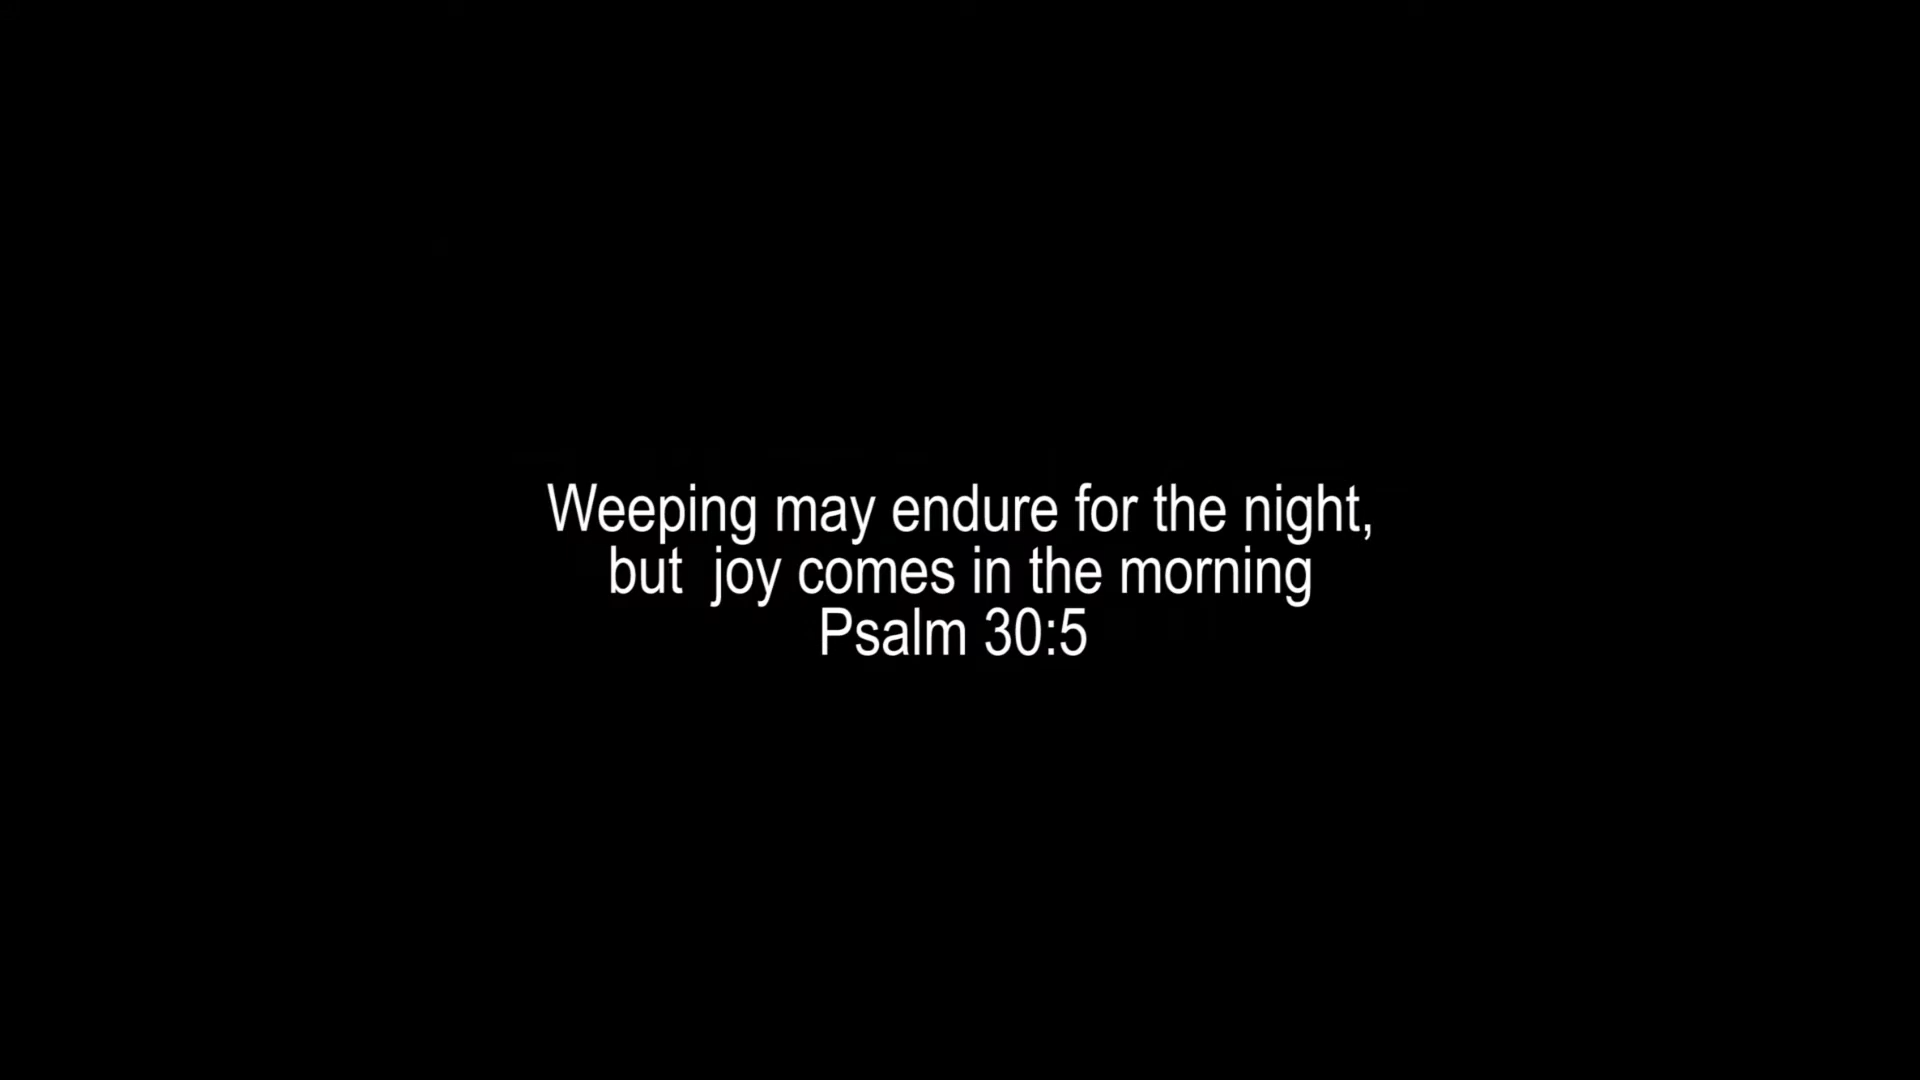 Weeping may endure for the night,
but  joy comes in the morning
Psalm 30:5